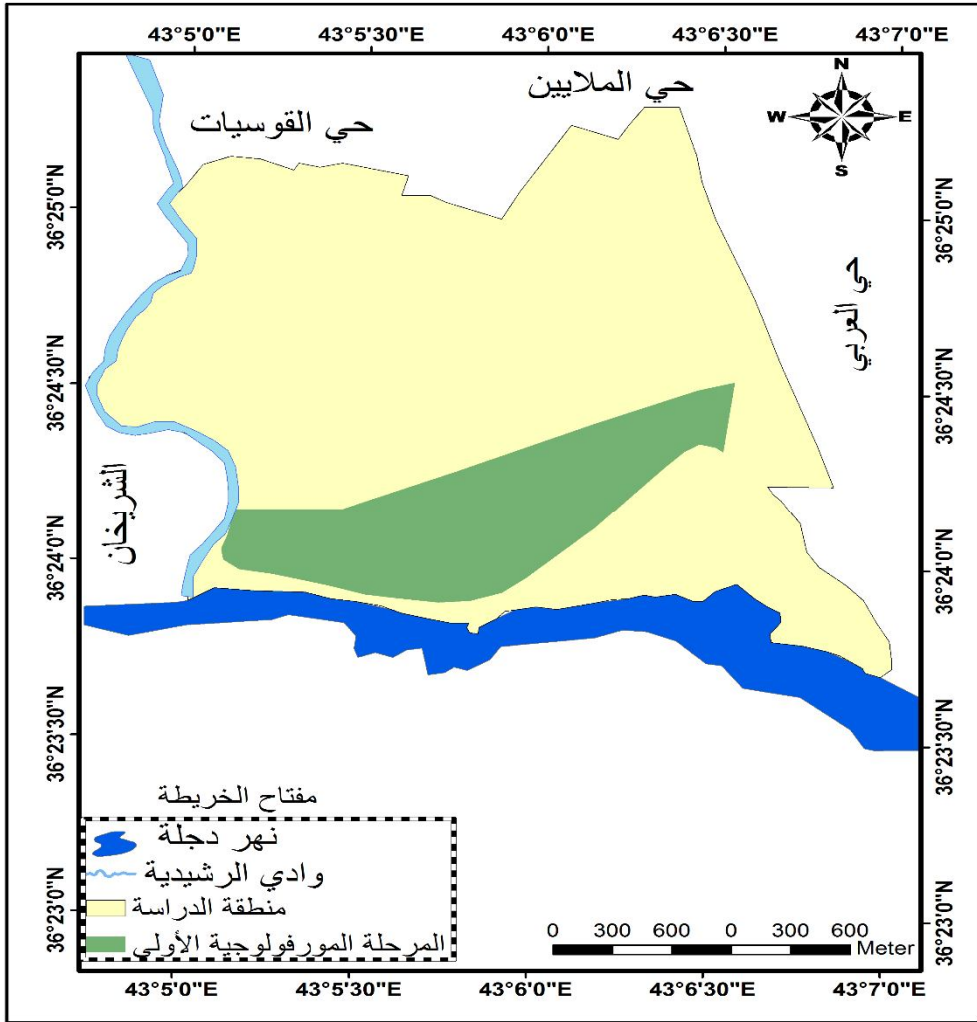 43°5'0"E 43°5'30"E 43°6'0"E 43°6'30"E 43°7'0"E
N
W E
S
حي الملايين
حي القوسيات
حي العربي
الشريخان
36°25'0"N
36°24'30"N
36°24'0"N
36°23'30"N
36°23'0"N
36°25'0"N
36°24'30"N
36°24'0"N
36°23'30"N
36°23'0"N
مفتاح الخريطة
نهر دجلة
وادي الرشيدية
منطقة الدراسة
المرحلة المورفولوجية الأولى
0 300 600 0 300 600
Meter
43°5'0"E 43°5'30"E 43°6'0"E 43°6'30"E 43°7'0"E